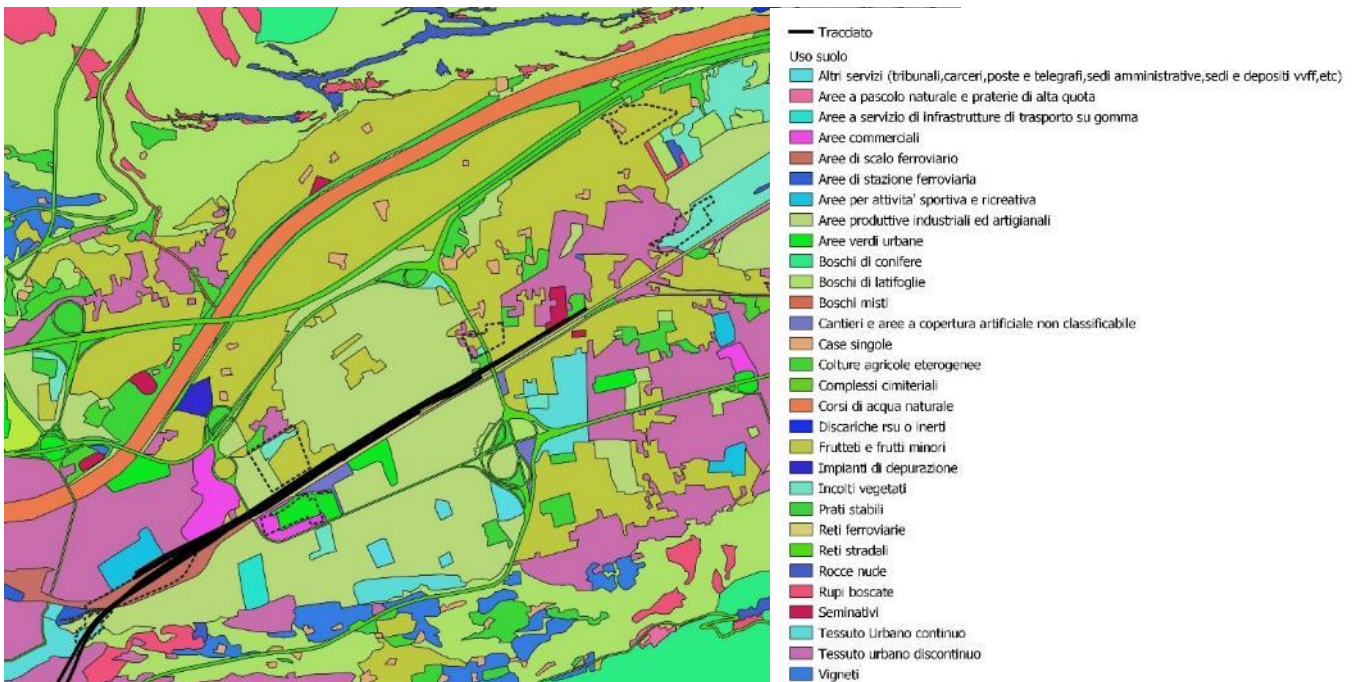 Tracciato
Uso suolo
Altri servizi (tribunali,carceri,poste e telegrafi,sedi amministrative,sedi e depositi vvff,etc)
Aree a pascolo naturale e praterie di alta quota
Aree a servizio di infrastrutture di trasporto su gomma
Aree commerciali
Aree di scalo ferroviario
Aree di stazione ferroviaria
Aree per attivita' sportiva e ricreativa
Aree produttive industriali ed artigianali
Aree verdi urbane
Boschi di conifere
Boschi di latifoglie
Boschi misti
Cantieri e aree a copertura artificiale non classificabile
Case singole
Colture agricole eterogenee
Complessi cimiteriali
Corsi di acqua naturale
Discariche rsu o inerti
Frutteti e frutti minori
Impianti di depurazione
Incolti vegetati
Prati stabili
Reti ferroviarie
Reti stradali
Rocce nude
Rupi boscate
Seminativi
Tessuto Urbano continuo
Tessuto urbano discontinuo
Vigneti